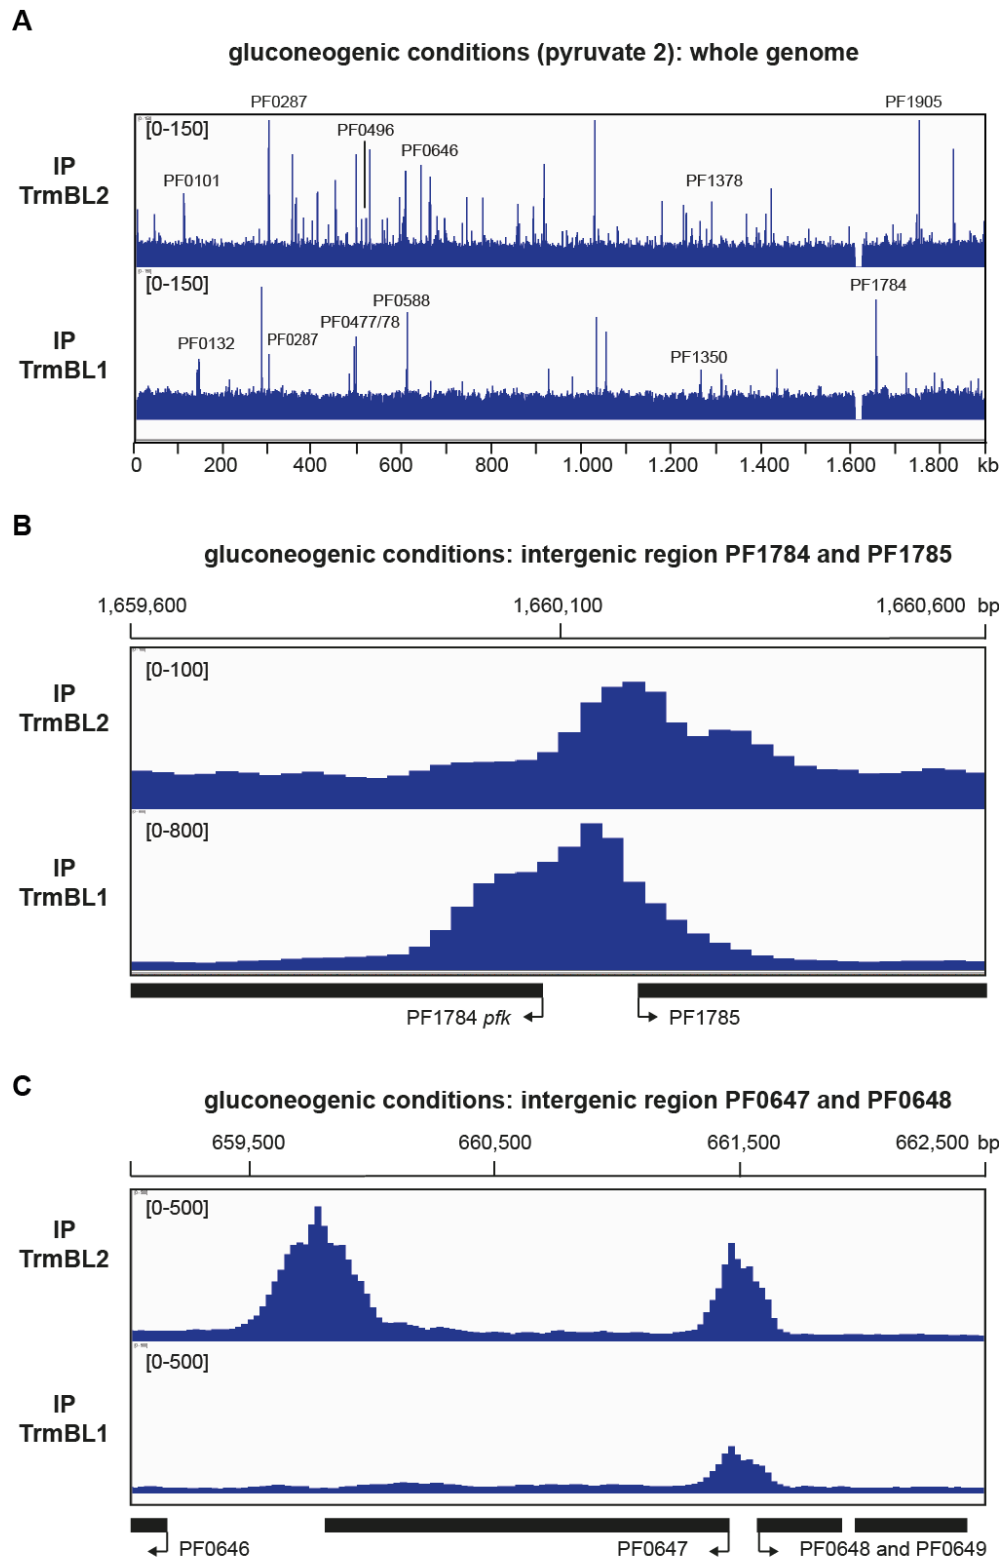 A
gluconeogenic conditions (pyruvate 2): whole genome
PF0287
PF1905
[0-150]
PF0496
PF0646
IP
TrmBL2
PF0101
PF1378
[0-150]
PF1784
PF0588
PF0477/78
IP
TrmBL1
PF0132
PF0287
PF1350
0 200 400 600 800 1.000 1.200 1.400 1.600 1.800 kb
B
gluconeogenic conditions: intergenic region PF1784 and PF1785
1,659,600 1,660,100 1,660,600 bp
[0-100]
IP
TrmBL2
[0-800]
IP
TrmBL1
PF1784 pfk PF1785
C
gluconeogenic conditions: intergenic region PF0647 and PF0648
659,500 660,500 661,500 662,500 bp
[0-500]
IP
TrmBL2
[0-500]
IP
TrmBL1
PF0646 PF0647 PF0648 and PF0649